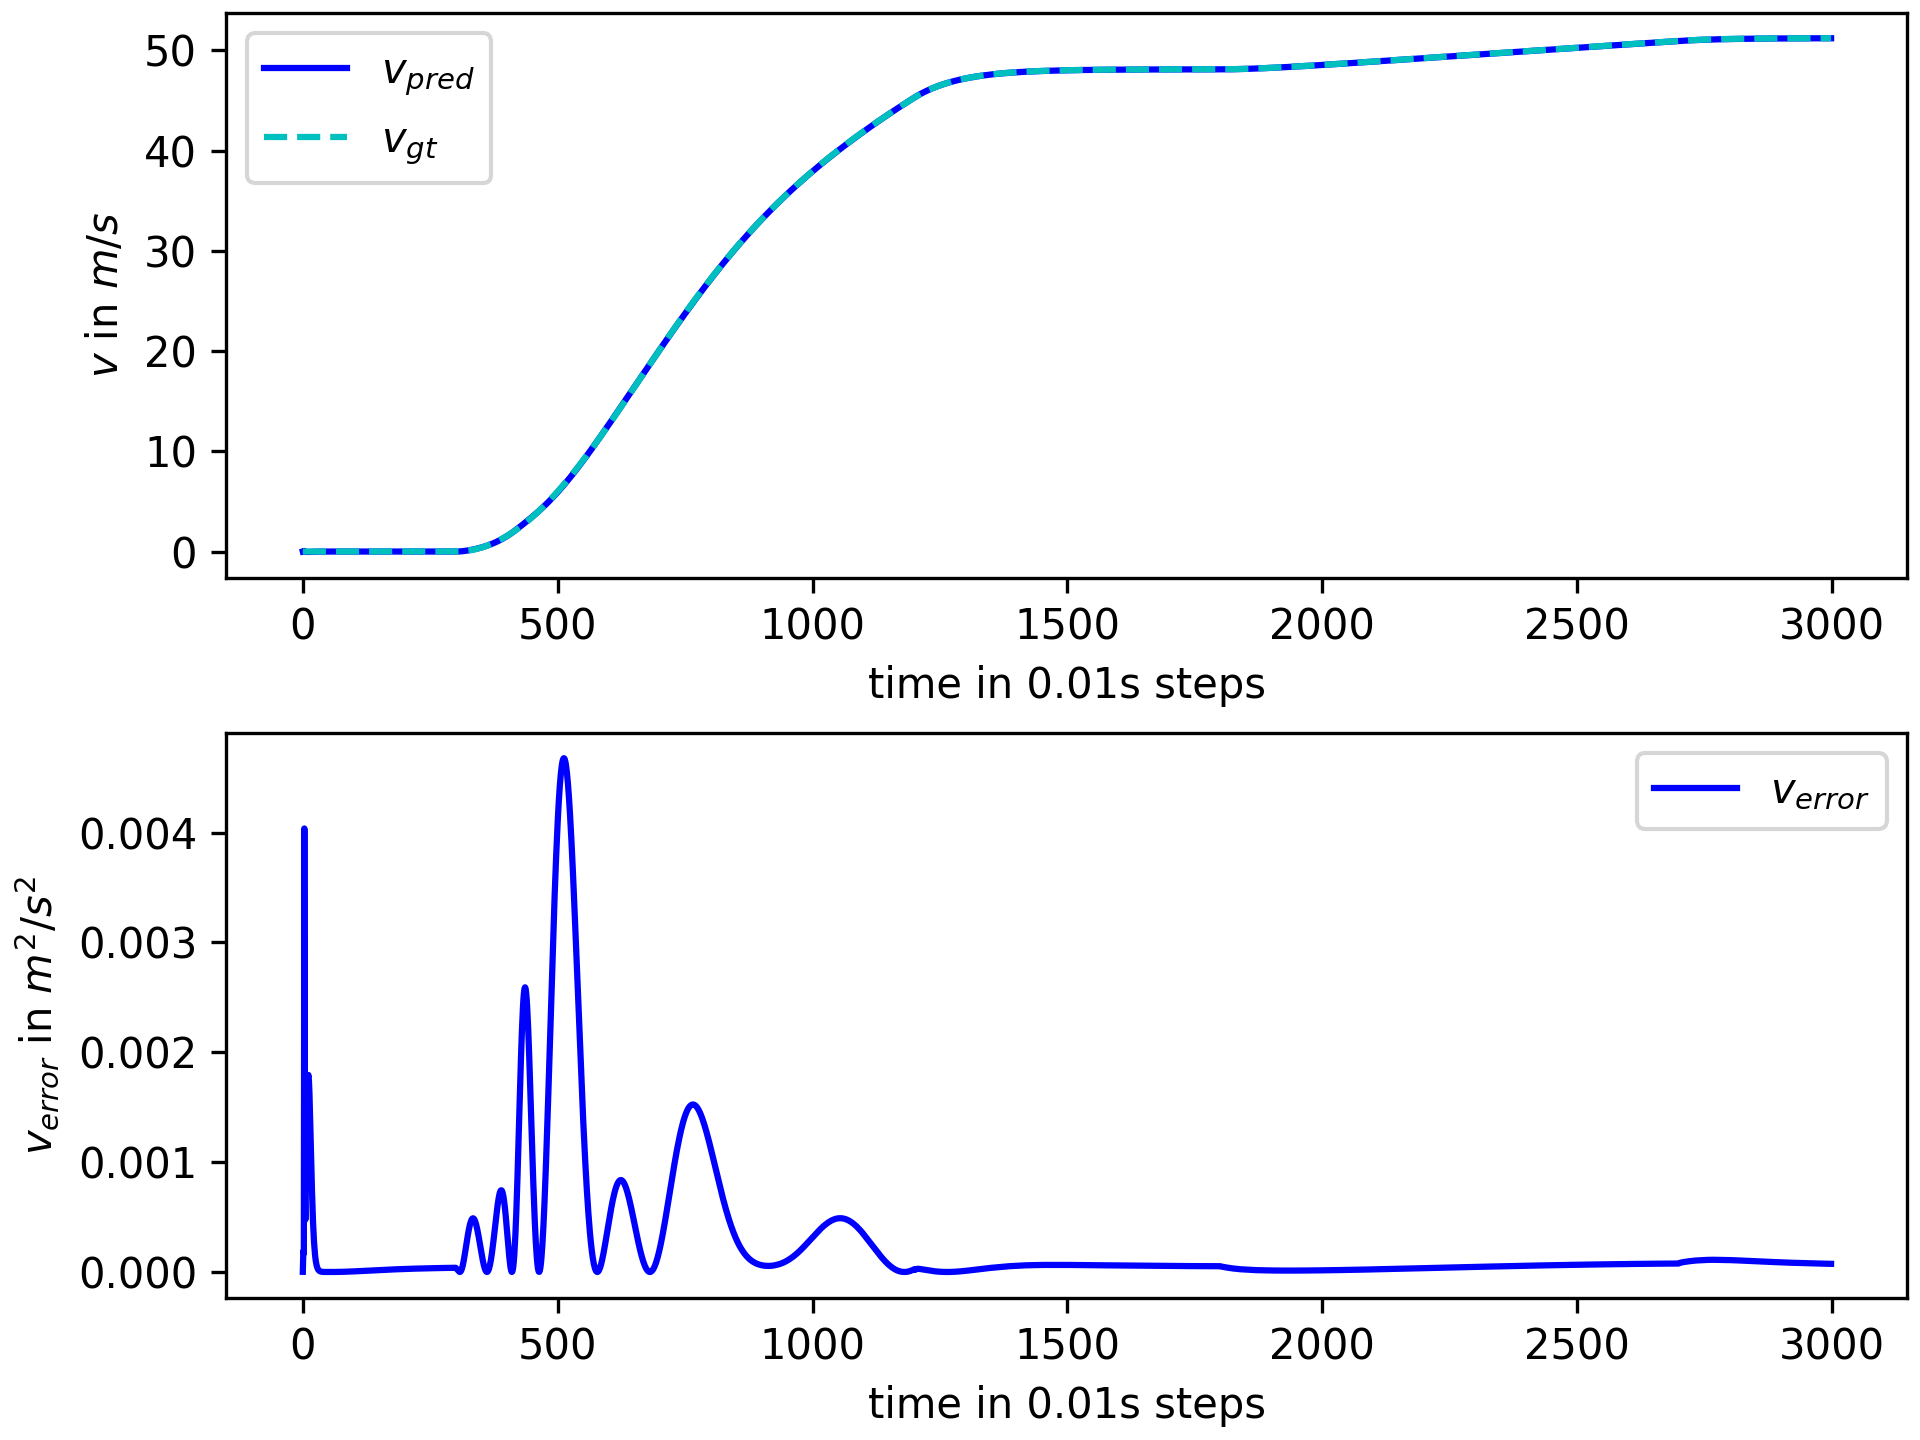 50
40
30
20
10
0
v in m/s
v_pred
v_gt
0 500 1000 1500 2000 2500 3000
time in 0.01s steps
0.004
0.003
0.002
0.001
0.000
v_error in m²/s²
v_error
0 500 1000 1500 2000 2500 3000
time in 0.01s steps